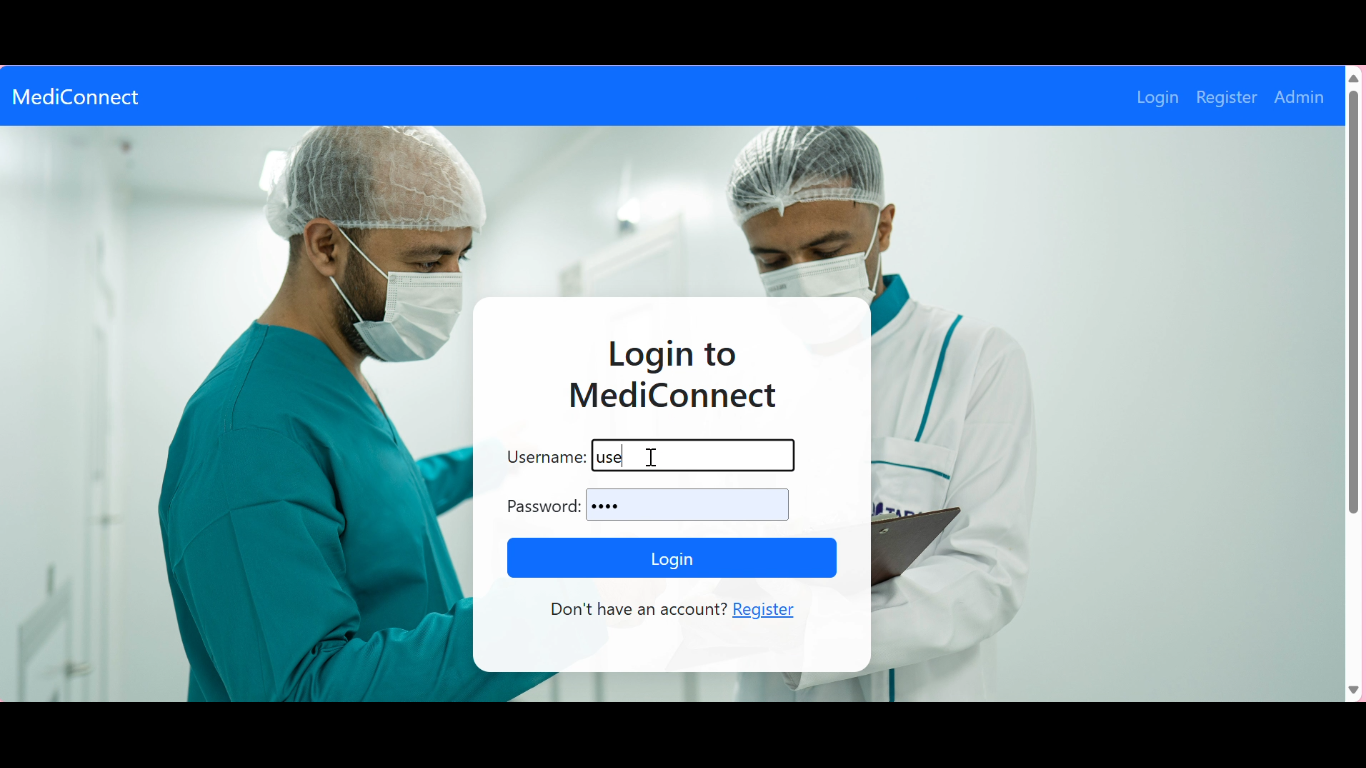 MediConnect
Login Register Admin
Login to
MediConnect
Username: use
Password: ••••
Login
Don't have an account? Register